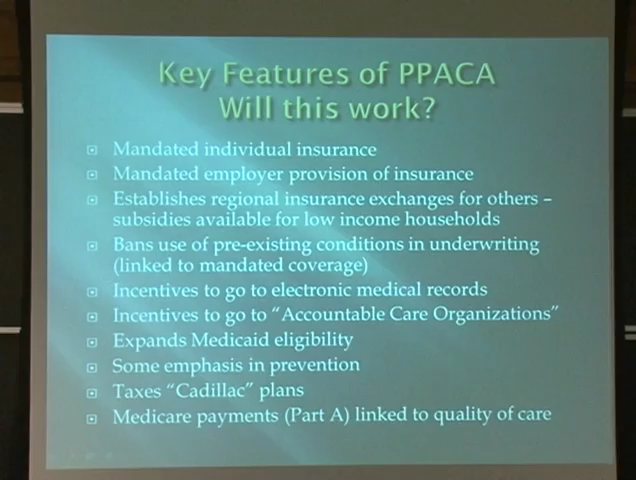 Key Features of PPACA
Will this work?
Mandated individual insurance
Mandated employer provision of insurance
Establishes regional insurance exchanges for others –
subsidies available for low income households
Bans use of pre-existing conditions in underwriting
(linked to mandated coverage)
Incentives to go to electronic medical records
Incentives to go to “Accountable Care Organizations”
Expands Medicaid eligibility
Some emphasis in prevention
Taxes “Cadillac” plans
Medicare payments (Part A) linked to quality of care